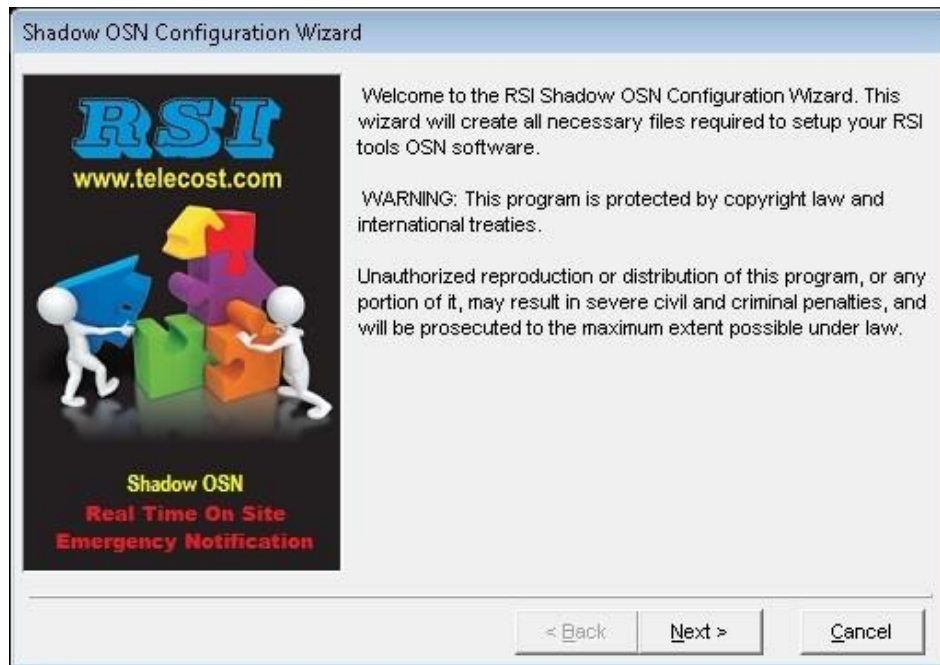 Shadow OSN Configuration Wizard
RSI
www.telecost.com
Shadow OSN
Real Time On Site
Emergency Notification
Welcome to the RSI Shadow OSN Configuration Wizard. This
wizard will create all necessary files required to setup your RSI
tools OSN software.
WARNING: This program is protected by copyright law and
international treaties.
Unauthorized reproduction or distribution of this program, or any
portion of it, may result in severe civil and criminal penalties, and
will be prosecuted to the maximum extent possible under law.
< Back
Next >
Cancel